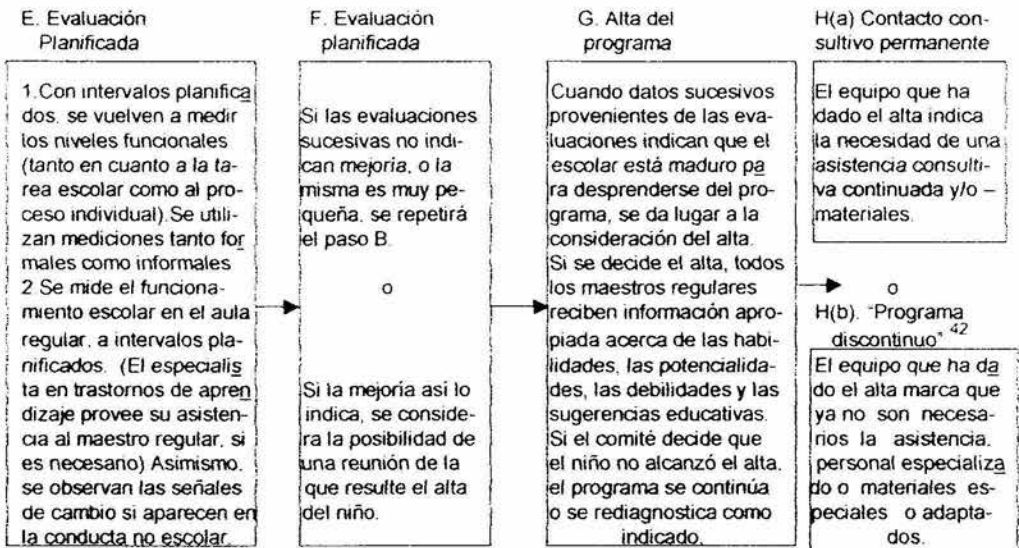 E. Evaluación
Planificada
1.Con intervalos planifica
dos, se vuelven a medir
los niveles funcionales
(tanto en cuanto a la ta-
rea escolar como al pro-
ceso individual).Se utili-
zan mediciones tanto for
males como informales
2 Se mide el funciona-
miento escolar en el aula
regular, a intervalos pla-
nificados. (El especialis
ta en trastornos de apren
dizaje provee su asisten-
cia al maestro regular, si
es necesario) Asimismo,
se observan las señales
de cambio si aparecen en
la conducta no escolar.
F. Evaluación
planificada
Si las evaluaciones
sucesivas no indi-
can mejoría, o la
misma es muy pe-
queña, se repetirá
el paso B.
o
Si la mejoría así lo
indica, se conside-
ra la posibilidad de
una reunión de la
que resulte el alta
del niño.
G. Alta del
programa
Cuando datos sucesivos
provenientes de las eva-
luaciones indican que el
escolar está maduro pa
ra desprenderse del pro-
grama, se da lugar a la
consideración del alta.
Si se decide el alta, todos
los maestros regulares
reciben información apro-
piada acerca de las habi-
lidades, las potencialida-
des, las debilidades y las
sugerencias educativas.
Si el comité decide que
el niño no alcanzó el alta,
el programa se continúa
o se rediagnostica como
indicado.
H(a) Contacto con-
sultivo permanente
El equipo que ha
dado el alta indica
la necesidad de una
asistencia consulti-
va continuada y/o –
materiales.
o
H(b). "Programa
discontinuo" 42
El equipo que ha da
do el alta marca que
ya no son necesa-
rios la asistencia,
personal especializa
do o materiales es-
peciales o adapta-
dos.